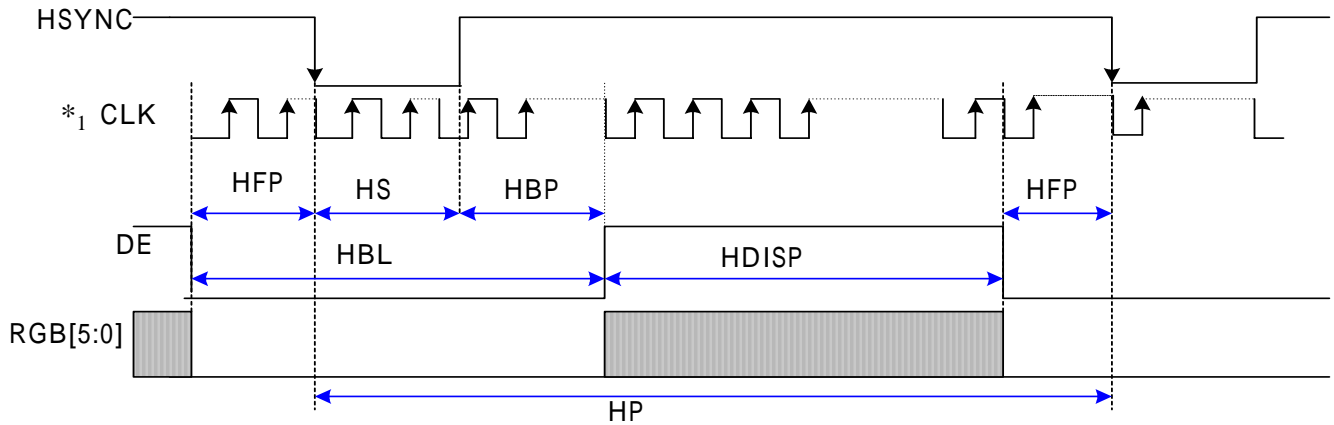 HSYNC
*1 CLK
HFP
HS
HBP
HFP
DE
HBL
HDISP
RGB[5:0]
HP